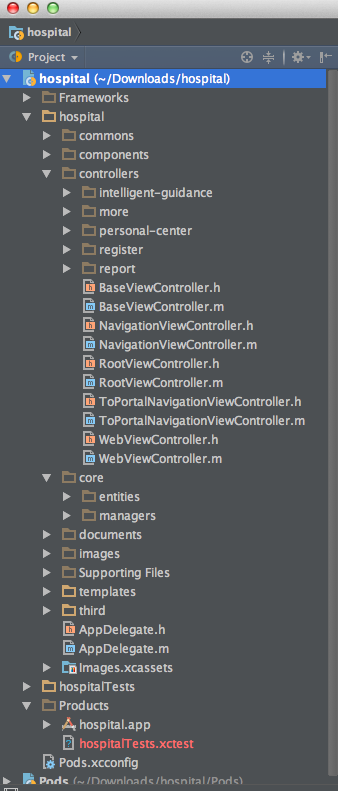 hospital
Project
hospital (~/Downloads/hospital)
Frameworks
hospital
commons
components
controllers
intelligent-guidance
more
personal-center
register
report
BaseViewController.h
BaseViewController.m
NavigationViewController.h
NavigationViewController.m
RootViewController.h
RootViewController.m
ToPortalNavigationViewController.h
ToPortalNavigationViewController.m
WebViewController.h
WebViewController.m
core
entities
managers
documents
images
Supporting Files
templates
third
AppDelegate.h
AppDelegate.m
Images.xcassets
hospitalTests
Products
hospital.app
hospitalTests.xctest
Pods.xcconfig
Pods (~/Downloads/hospital/Pods)